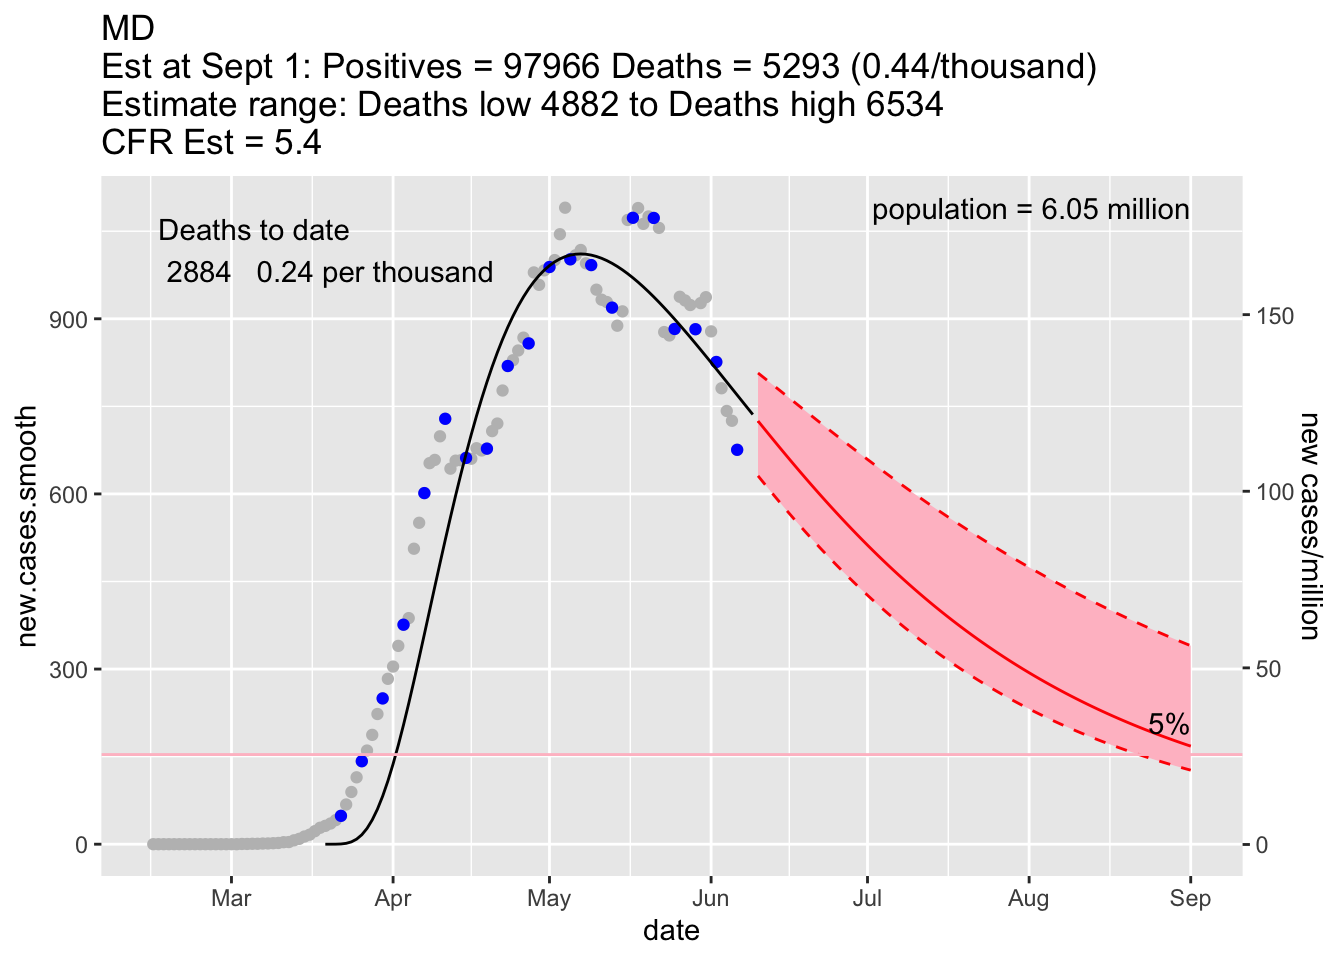 MD
Est at Sept 1: Positives = 97966 Deaths = 5293 (0.44/thousand)
Estimate range: Deaths low 4882 to Deaths high 6534
CFR Est = 5.4
Deaths to date
2884 0.24 per thousand
population = 6.05 million
5%
new.cases.smooth
900
600
300
0
150
100
50
0
new cases/million
Mar Apr May Jun Jul Aug Sep
date